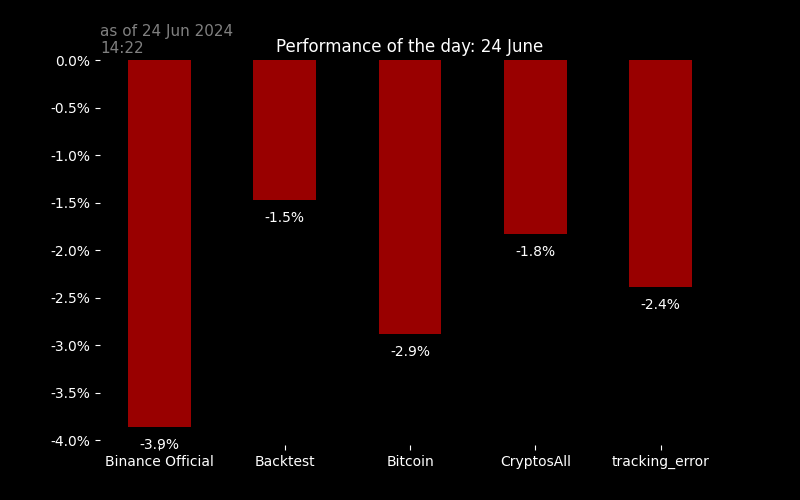 as of 24 Jun 2024
14:22
Performance of the day: 24 June
0.0%
-0.5%
-1.0%
-1.5%
-2.0%
-2.5%
-3.0%
-3.5%
-4.0%
-3.9%
-1.5%
-2.9%
-1.8%
-2.4%
Binance Official
Backtest
Bitcoin
CryptosAll
tracking_error